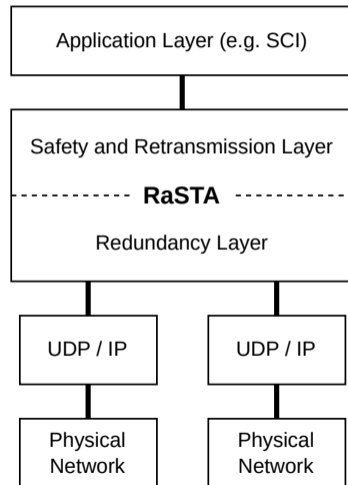 Application Layer (e.g. SCI)
Safety and Retransmission Layer
RaSTA
Redundancy Layer
UDP / IP
UDP / IP
Physical
Network
Physical
Network